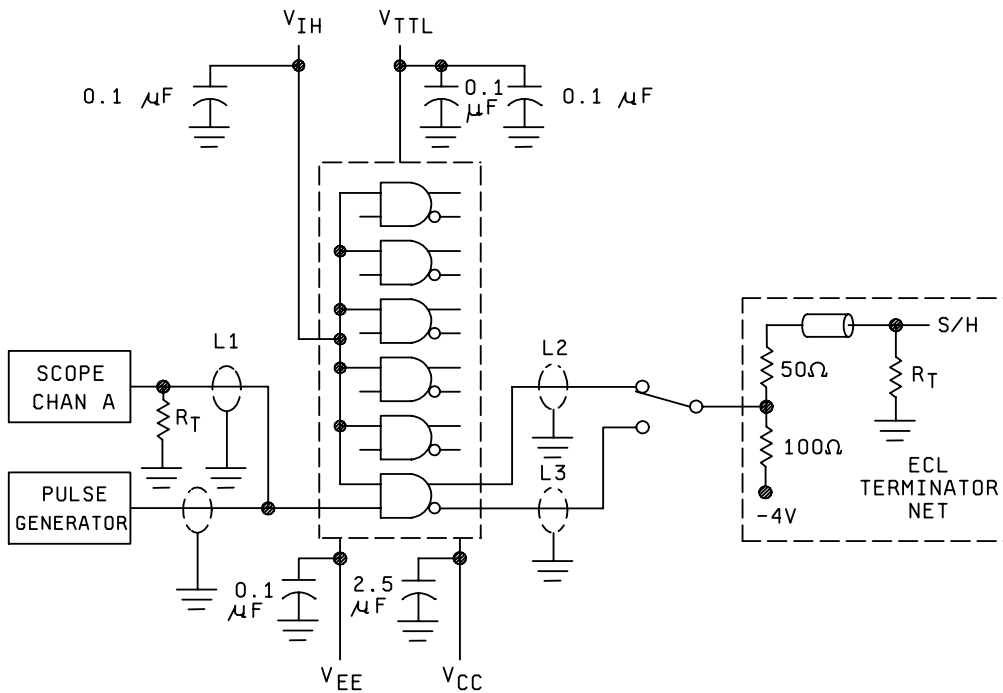 V_IH
V_TTL
0.1 μF
0.1
μF
0.1 μF
L1
SCOPE
CHAN A
R_T
PULSE
GENERATOR
L2
L3
S/H
50Ω
R_T
100Ω
-4V
ECL
TERMINATOR
NET
0.1
μF
2.5
μF
V_EE
V_CC